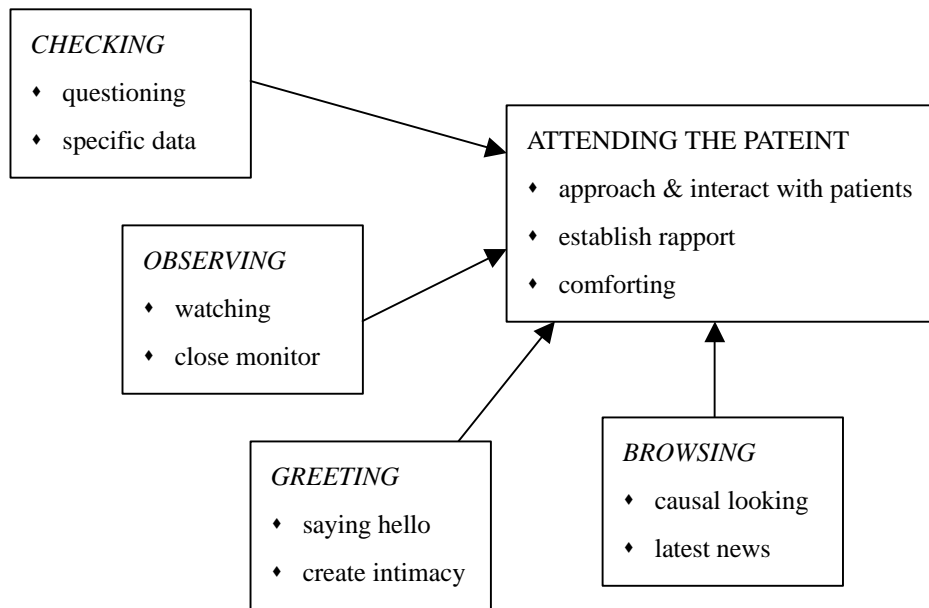 CHECKING
♦ questioning
♦ specific data
ATTENDING THE PATEINT
♦ approach & interact with patients
♦ establish rapport
♦ comforting
OBSERVING
♦ watching
♦ close monitor
GREETING
♦ saying hello
♦ create intimacy
BROWSING
♦ causal looking
♦ latest news